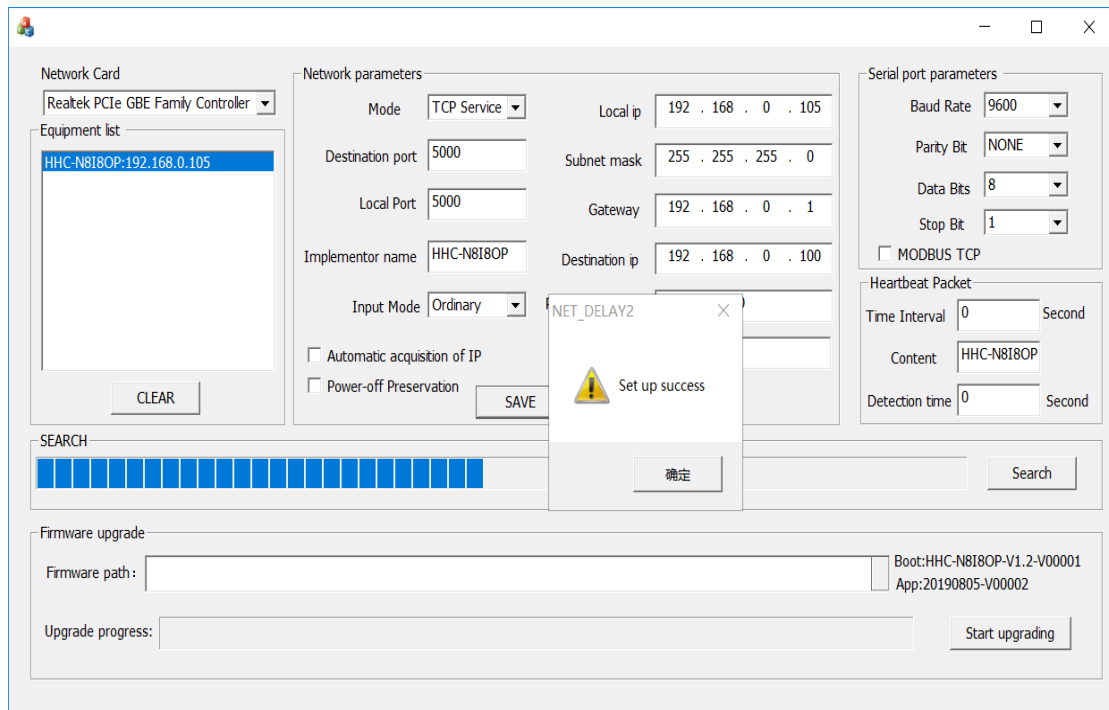 Network Card
Realtek PCIe GBE Family Controller
Equipment list
HHC-N8I8OP:192.168.0.105
CLEAR
Network parameters
Mode
TCP Service
Destination port
5000
Local Port
5000
Implementor name
HHC-N8I8OP
Input Mode
Ordinary
Automatic acquisition of IP
Power-off Preservation
SAVE
Local ip
192 . 168 . 0 . 105
Subnet mask
255 . 255 . 255 . 0
Gateway
192 . 168 . 0 . 1
Destination ip
192 . 168 . 0 . 100
NET_DELAY2
Set up success
确定
Serial port parameters
Baud Rate
9600
Parity Bit
NONE
Data Bits
8
Stop Bit
1
MODBUS TCP
Heartbeat Packet
Time Interval
0
Second
Content
HHC-N8I8OP
Detection time
0
Second
SEARCH
Search
Firmware upgrade
Firmware path：
Boot:HHC-N8I8OP-V1.2-V00001
App:20190805-V00002
Upgrade progress:
Start upgrading